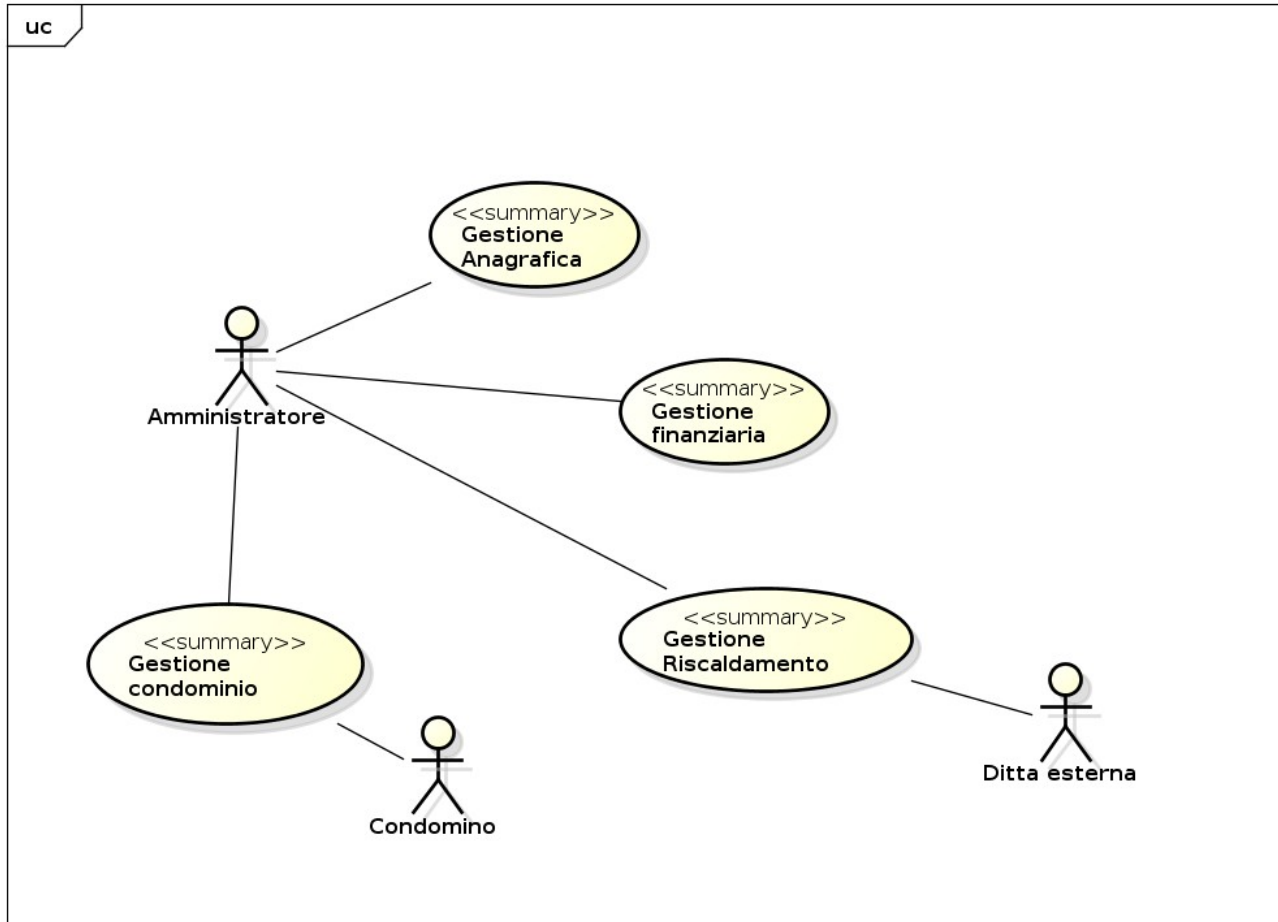 uc
<<summary>>
Gestione
Anagrafica
<<summary>>
Gestione
finanziaria
Amministratore
<<summary>>
Gestione
condominio
<<summary>>
Gestione
Riscaldamento
Ditta esterna
Condomino